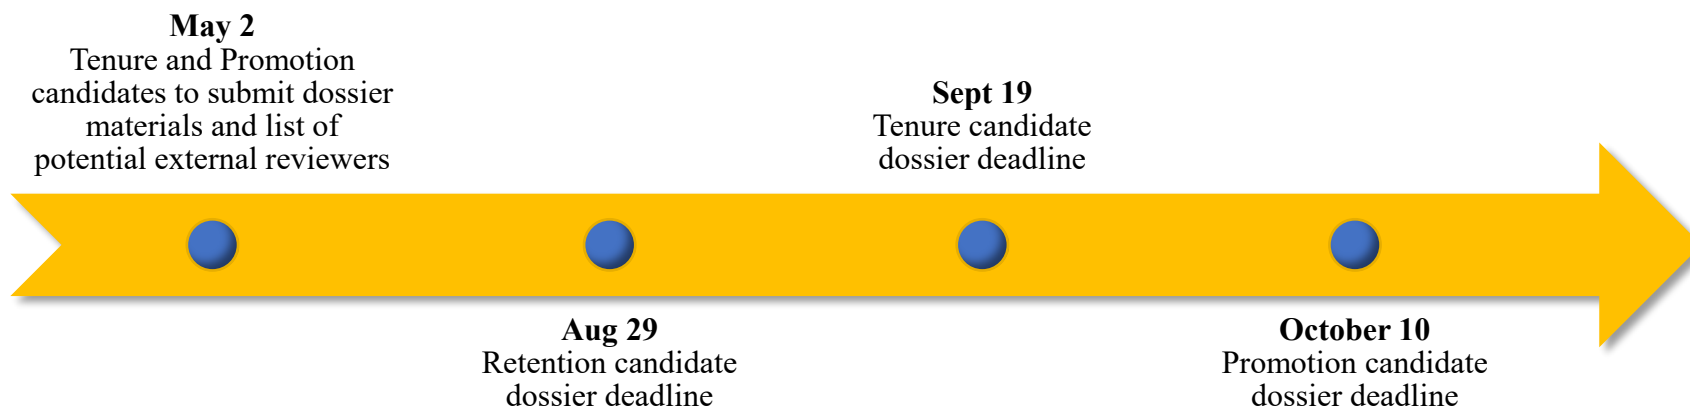 May 2
Tenure and Promotion
candidates to submit dossier
materials and list of
potential external reviewers
Aug 29
Retention candidate
dossier deadline
Sept 19
Tenure candidate
dossier deadline
October 10
Promotion candidate
dossier deadline